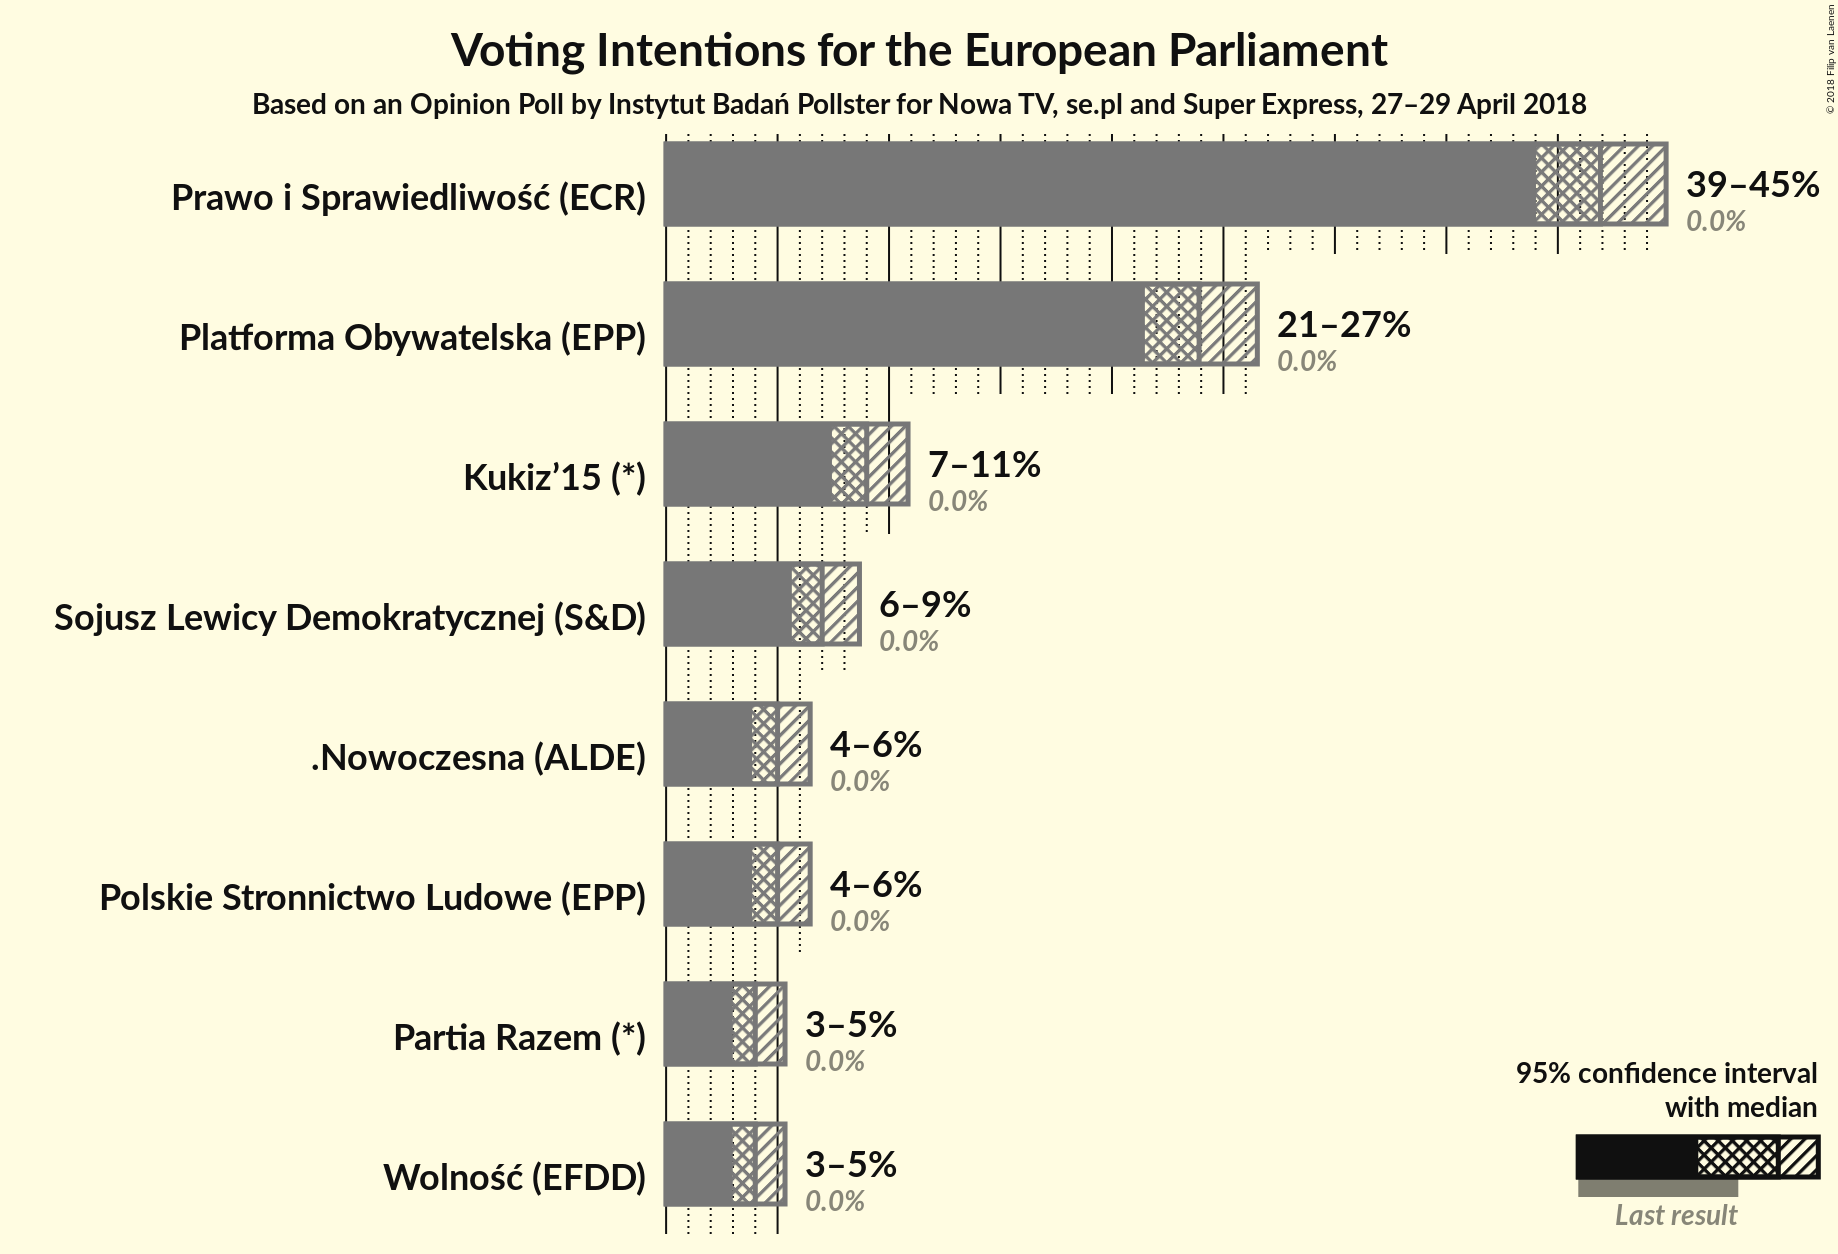 Voting Intentions for the European Parliament
Based on an Opinion Poll by Instytut Badań Pollster for Nowa TV, se.pl and Super Express, 27–29 April 2018
© 2018 Filip van Laenen
Prawo i Sprawiedliwość (ECR)
39–45%
0.0%
Platforma Obywatelska (EPP)
21–27%
0.0%
Kukiz’15 (*)
7–11%
0.0%
Sojusz Lewicy Demokratycznej (S&D)
6–9%
0.0%
.Nowoczesna (ALDE)
4–6%
0.0%
Polskie Stronnictwo Ludowe (EPP)
4–6%
0.0%
Partia Razem (*)
3–5%
0.0%
Wolność (EFDD)
3–5%
0.0%
95% confidence interval
with median
Last result